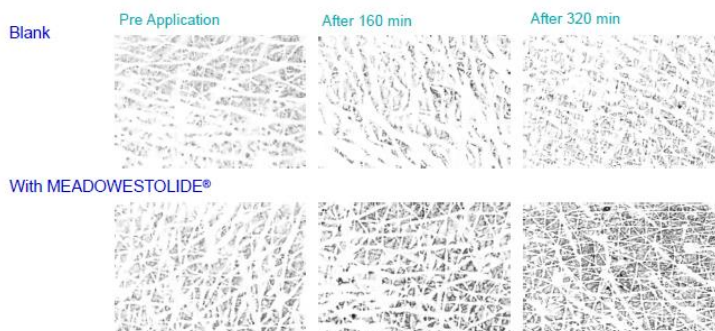 Pre Application
After 160 min
After 320 min
Blank
With MEADOWESTOLIDE®